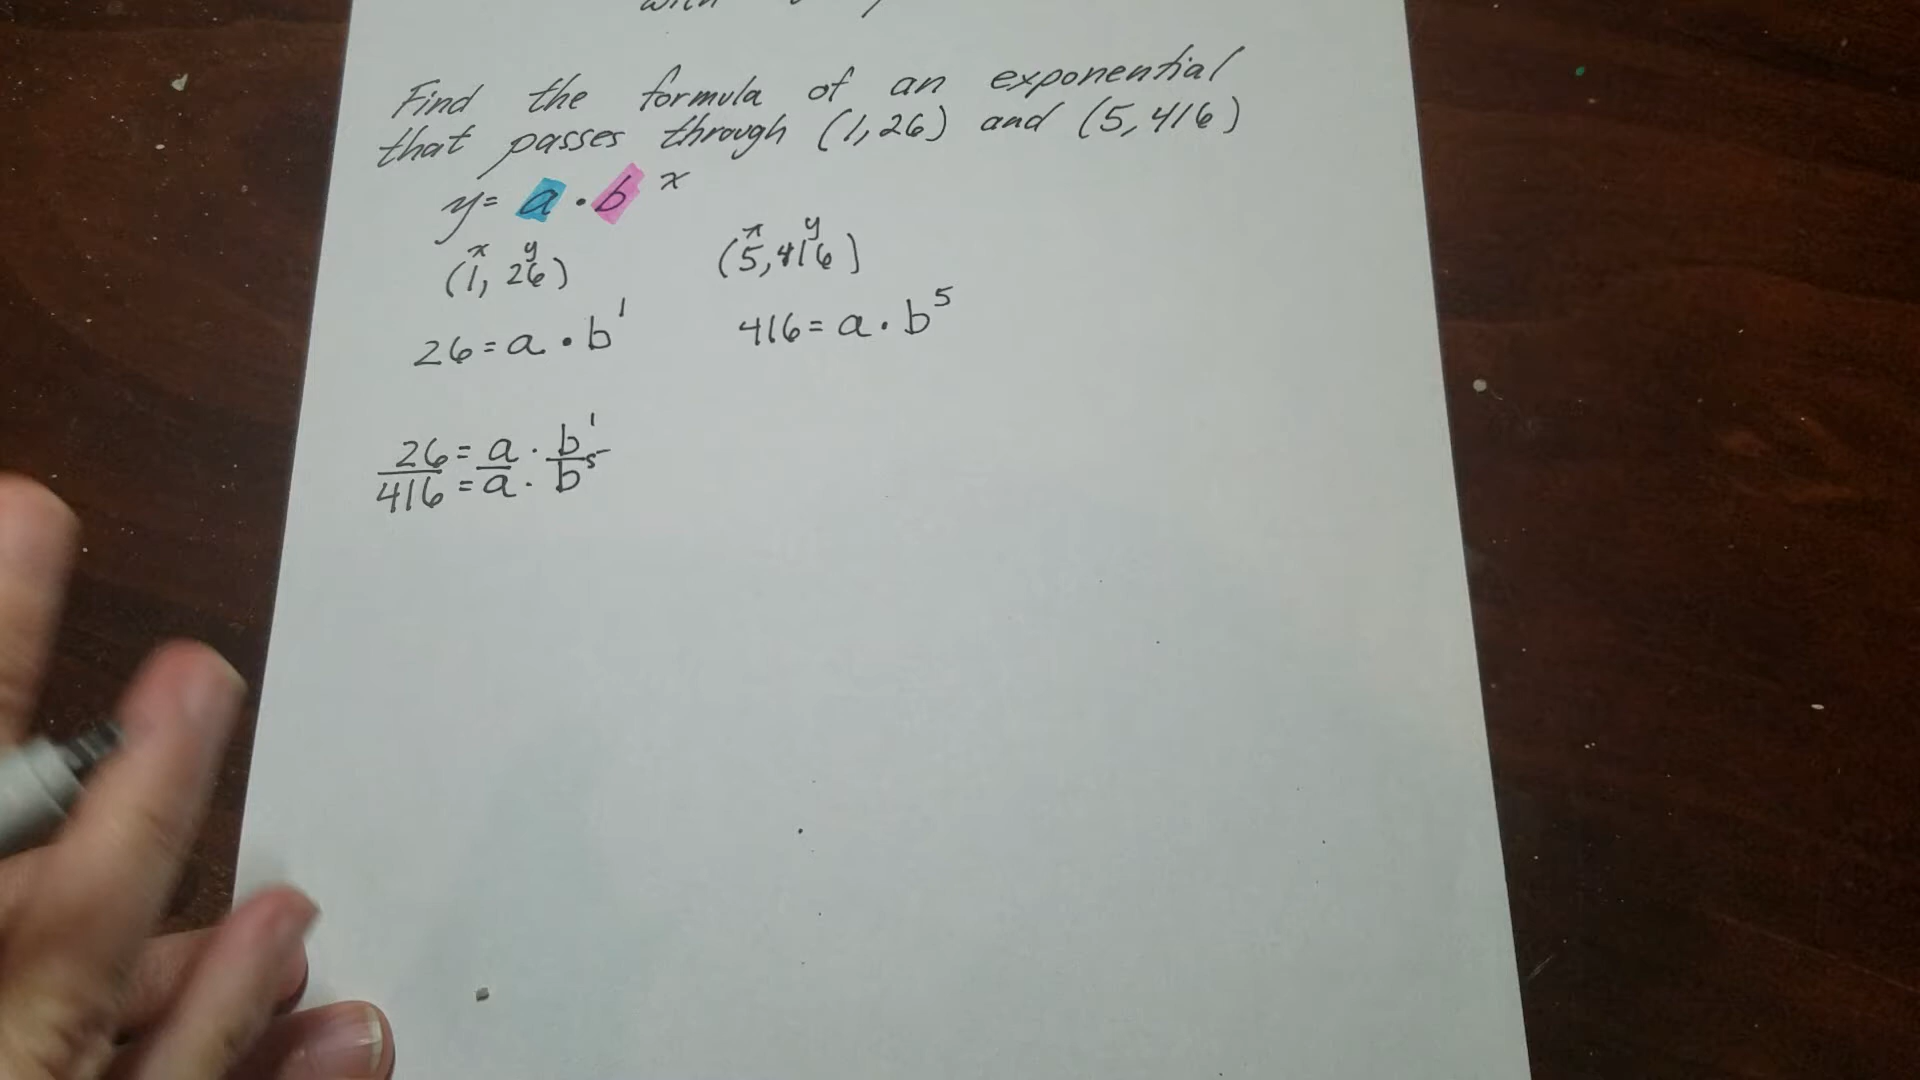 with
Find the formula of an exponential
that passes through (1,26) and (5,416)
y= a · b x
x y
(1, 26)
x y
(5,416)
26 = a · b 1
416 = a · b 5
26 = a · b 1
416 = a · b 5